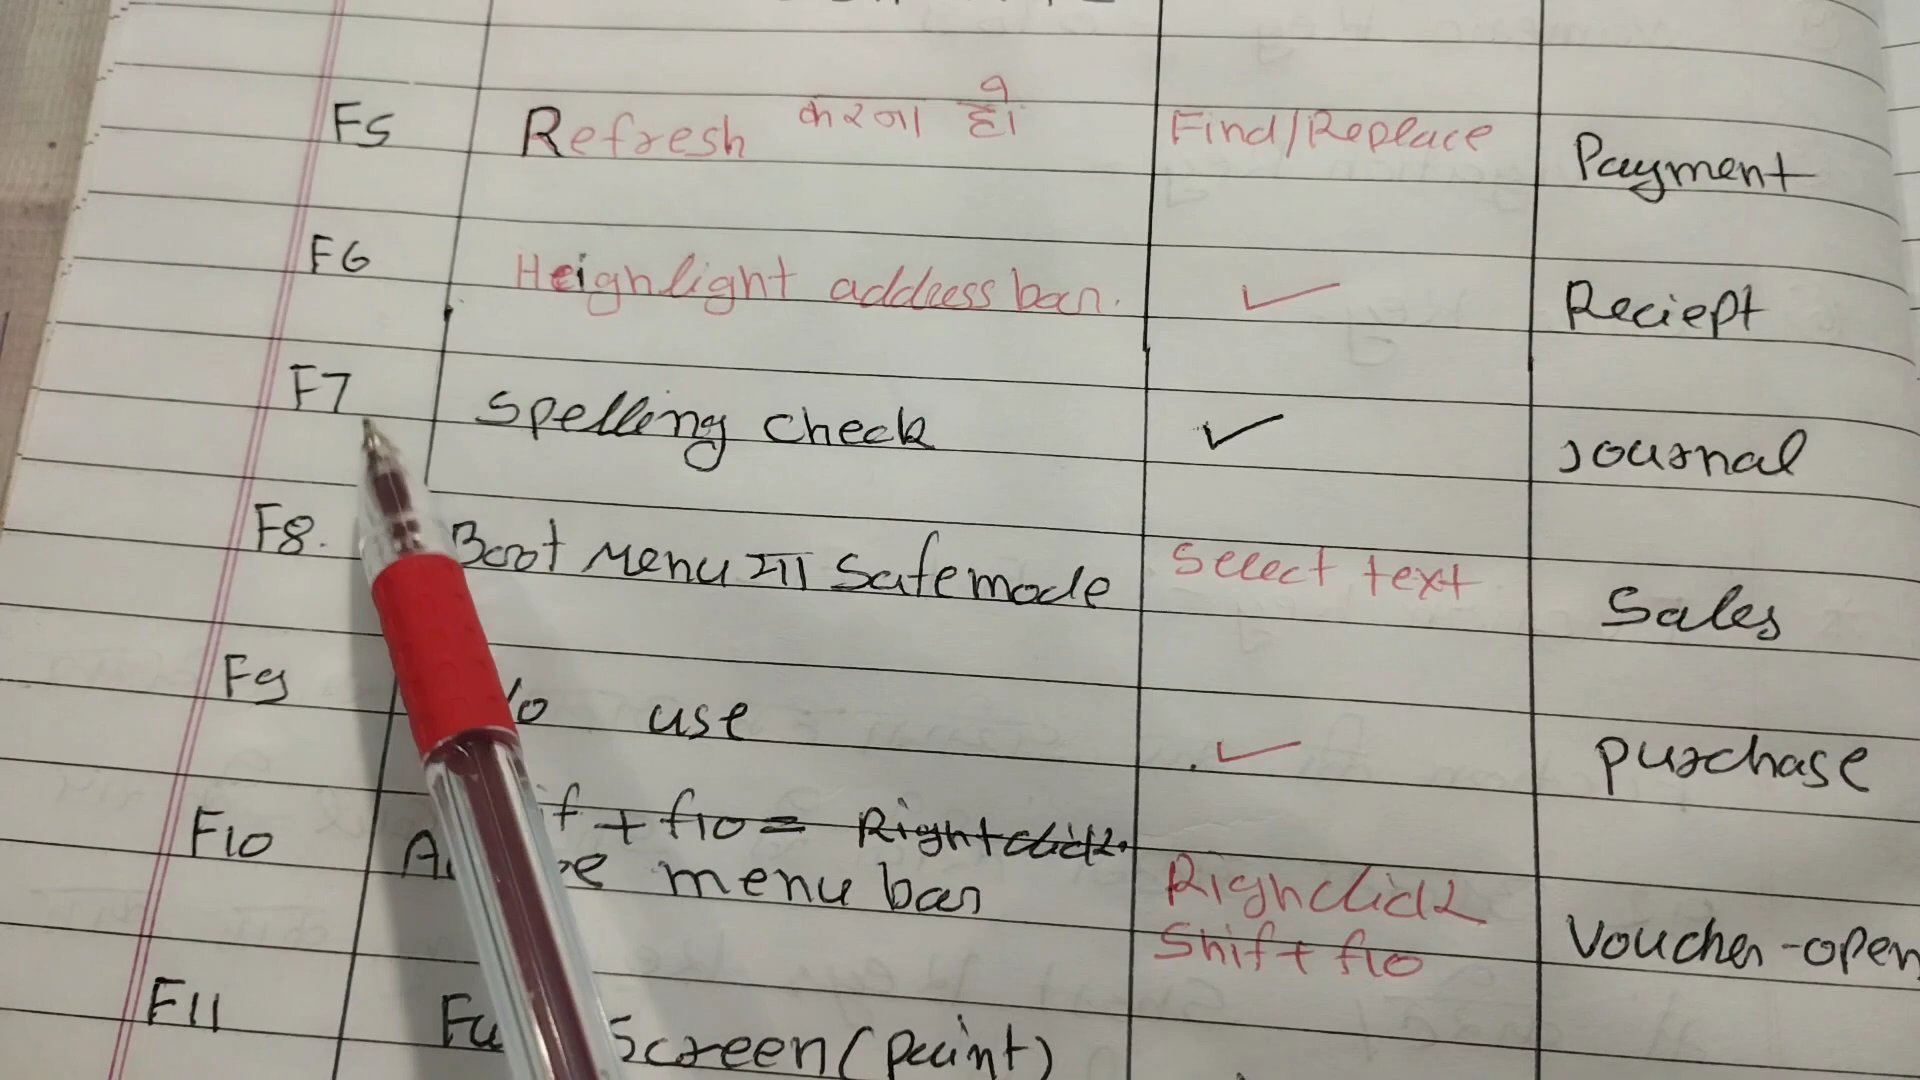 F5 Refresh करना है। Find/Replace Payment
F6 Heighlight address bar. ✓ Reciept
F7 Spelling check ✓ Journal
F8. Boot Menu या Safemode Select text Sales
F9 use ✓ purchase
+ f10 = Rightclick.
F10 menu bar Righclick Voucher-open
Shift + f10
F11 Screen (paint)